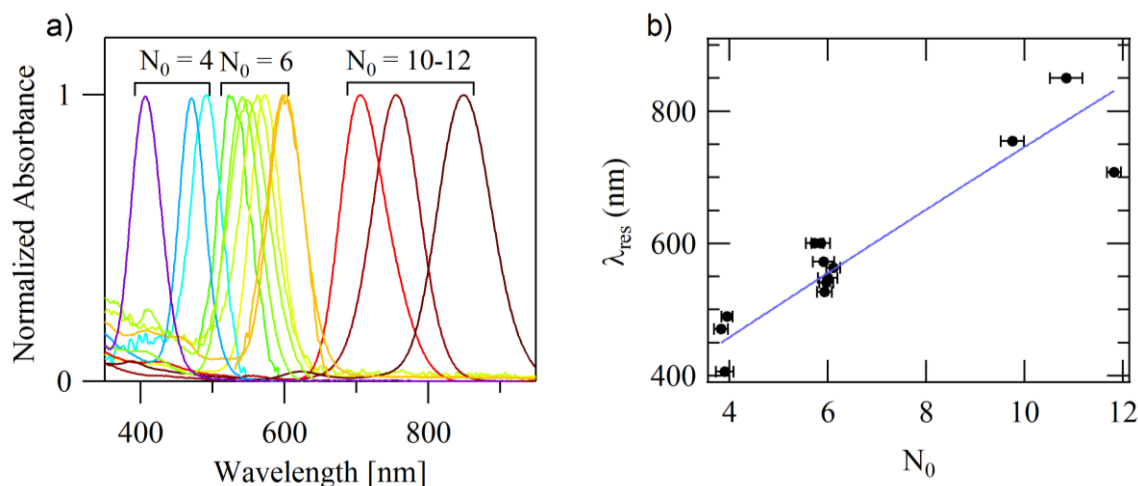 a)
N₀ = 4 N₀ = 6 N₀ = 10-12
1
0
Normalized Absorbance
400 600 800
Wavelength [nm]
b)
800
600
400
λres (nm)
4 6 8 10 12
N₀